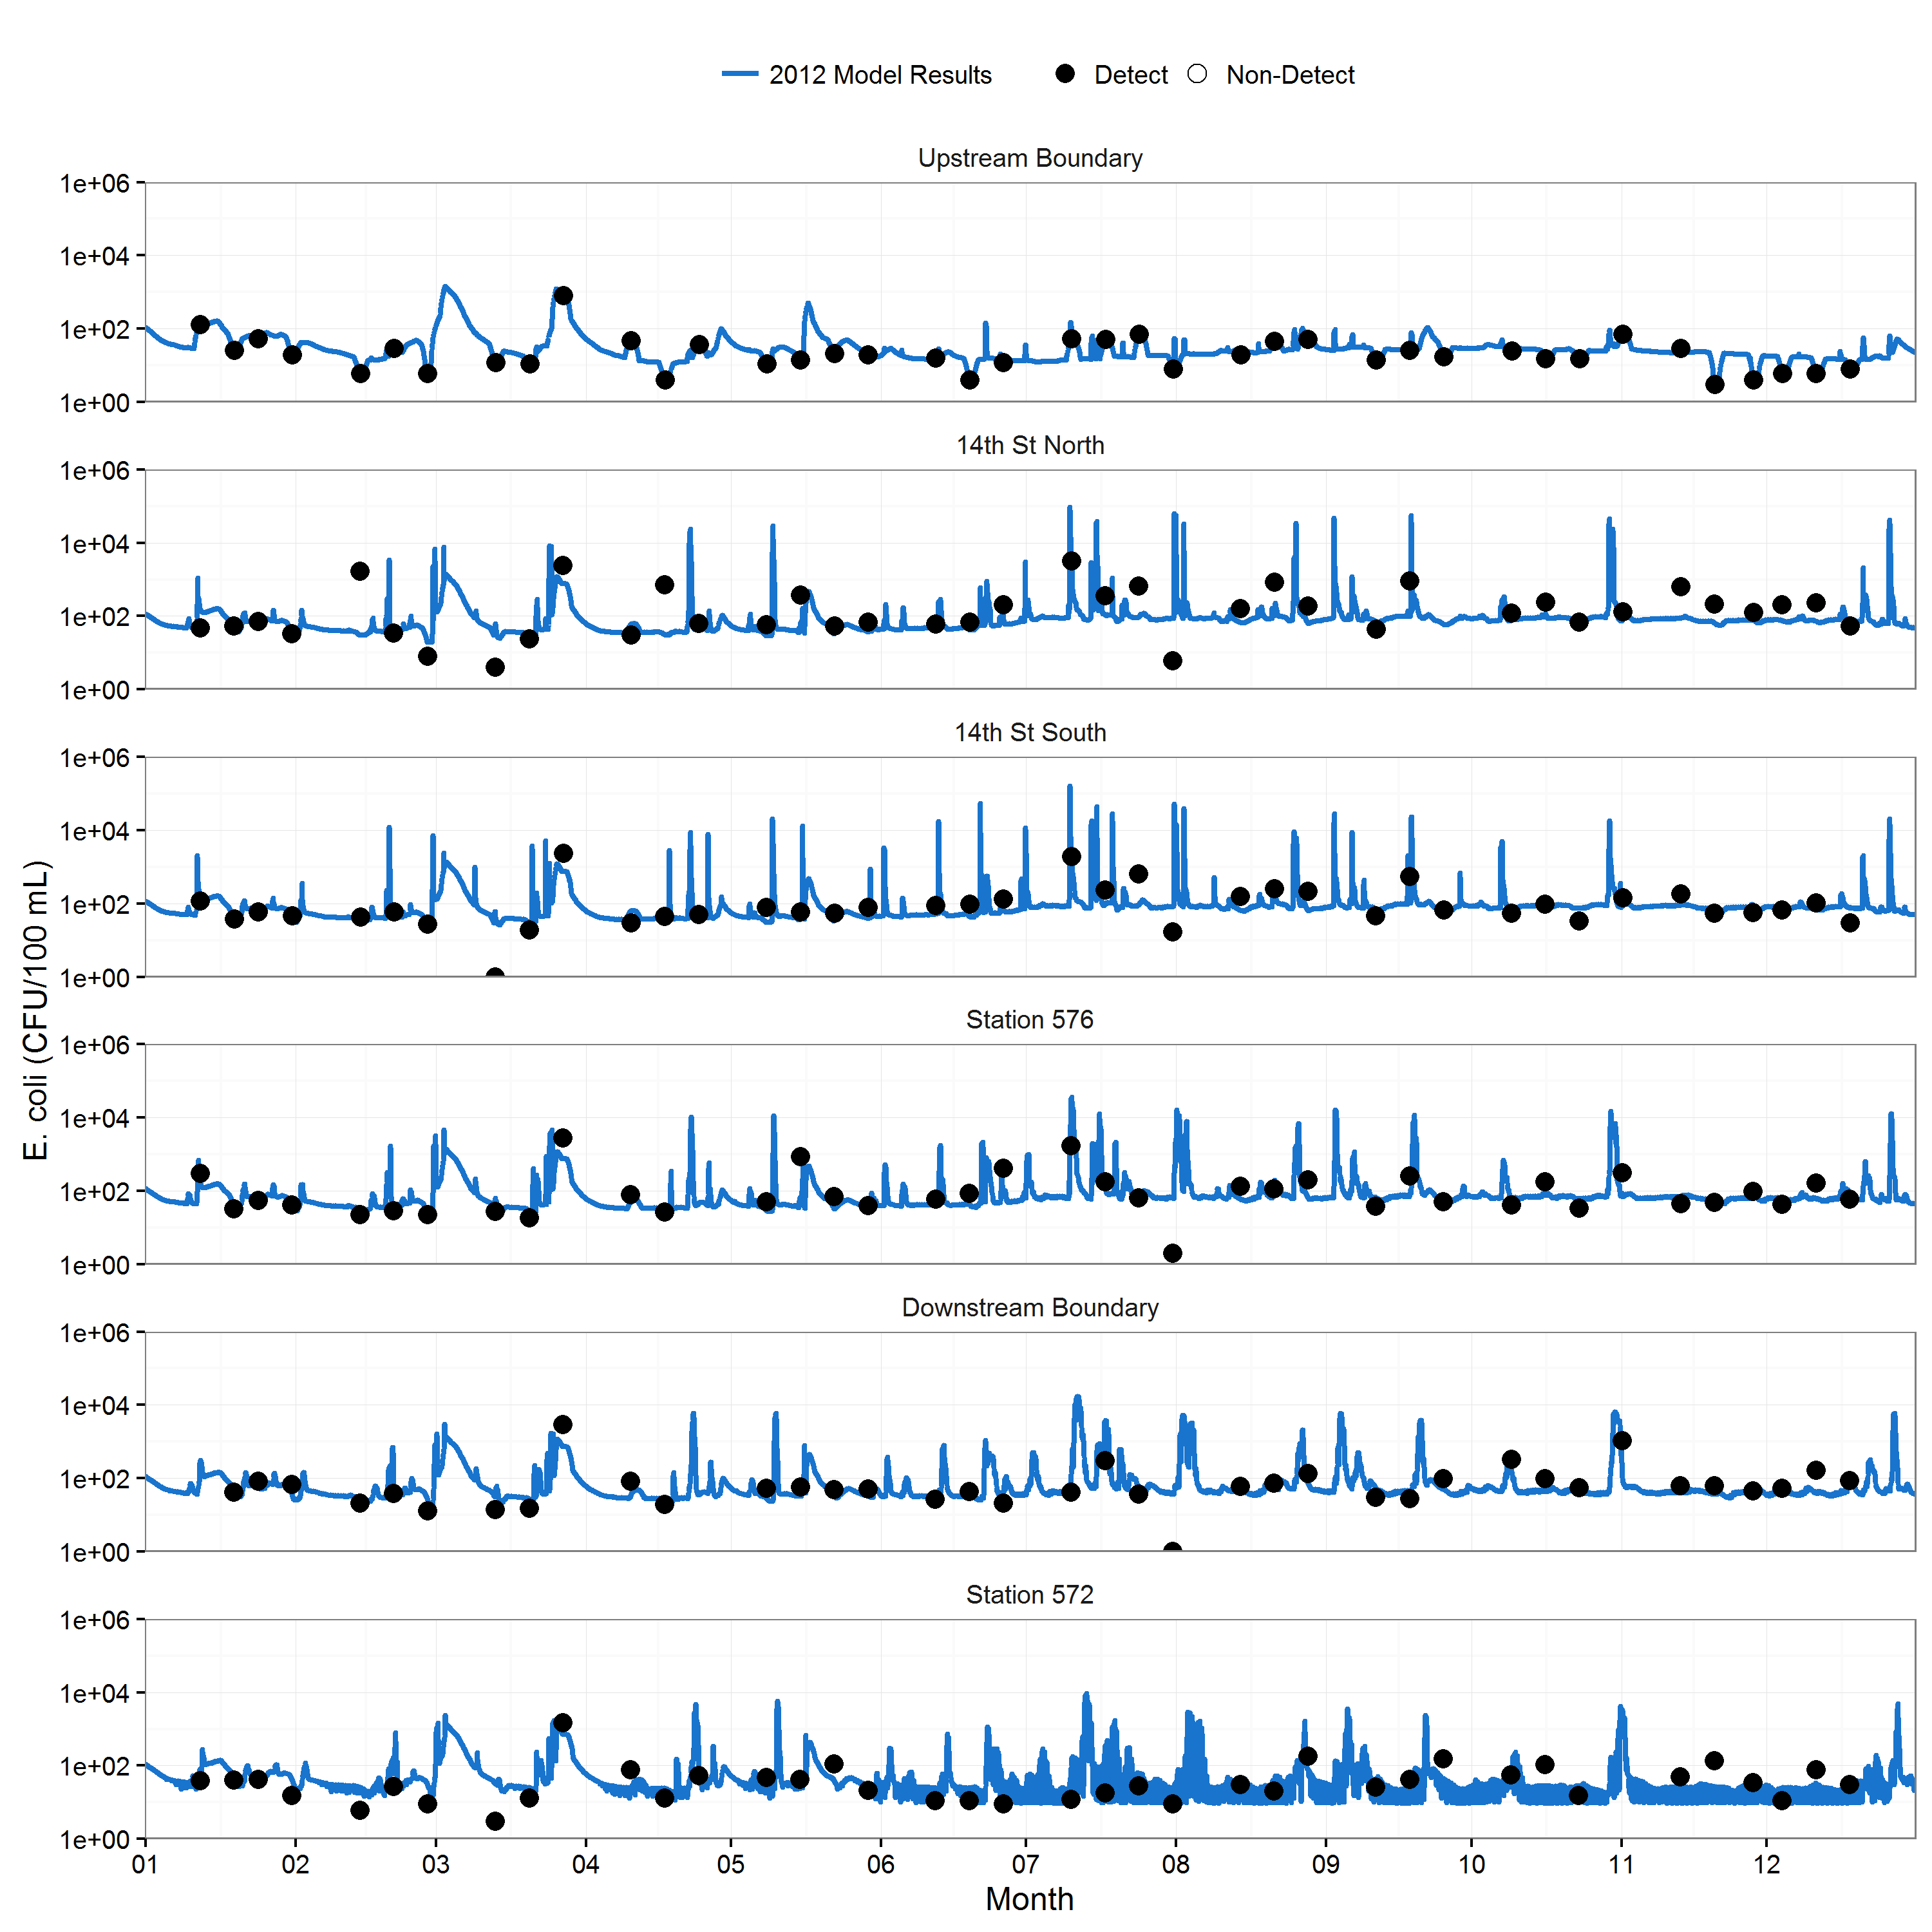 2012 Model Results Detect Non-Detect
Upstream Boundary
1e+06
1e+04
1e+02
1e+00
14th St North
1e+06
1e+04
1e+02
1e+00
14th St South
1e+06
1e+04
1e+02
1e+00
E. coli (CFU/100 mL)
Station 576
1e+06
1e+04
1e+02
1e+00
Downstream Boundary
1e+06
1e+04
1e+02
1e+00
Station 572
1e+06
1e+04
1e+02
1e+00
01 02 03 04 05 06 07 08 09 10 11 12
Month